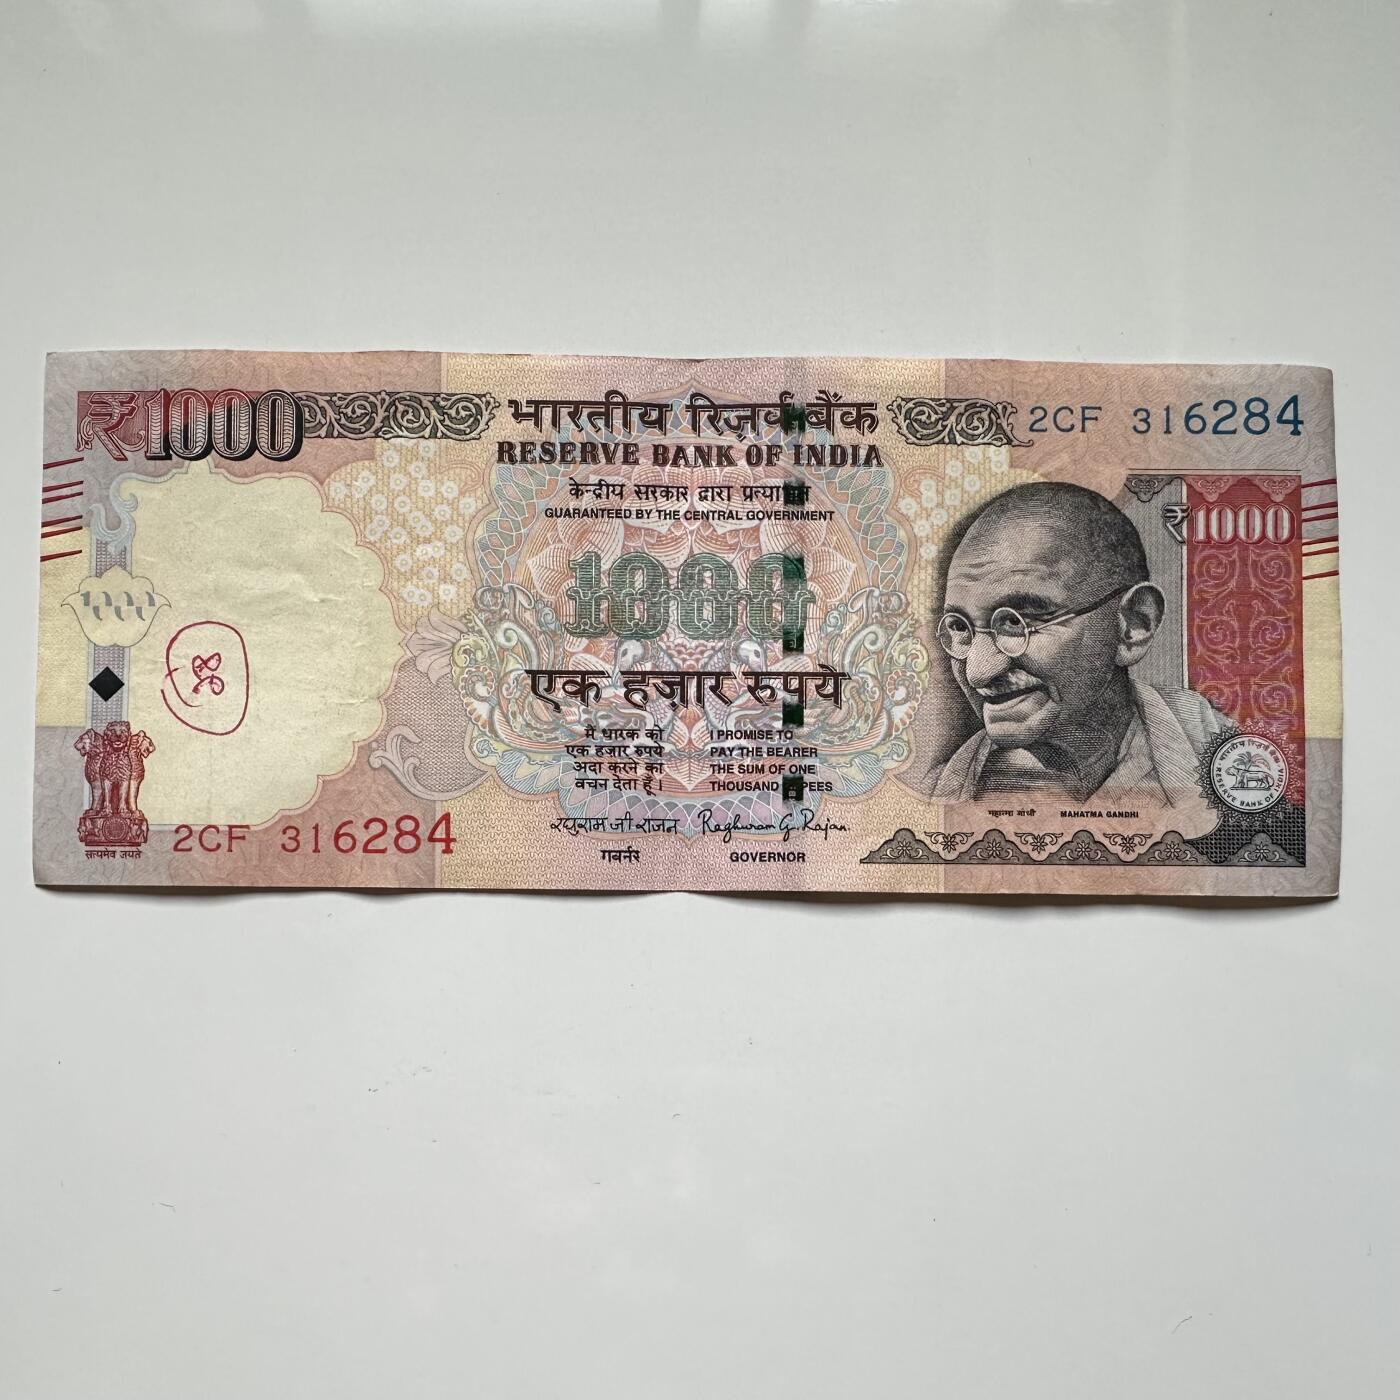 ₹1000
भारतीय रिज़र्व बैंक
2CF 316284
RESERVE BANK OF INDIA
केन्द्रीय सरकार द्वारा
GUARANTEED BY THE CENTRAL GOVERNMENT
₹1000
1000
1000
एक हज़ार रुपये
मैं धारक को
एक हज़ार रुपये
अदा करने का
वचन देता हूँ।
I PROMISE TO
PAY THE BEARER
THE SUM OF ONE
THOUSAND RUPEES
महात्मा गांधी
MAHATMA GANDHI
RESERVE BANK OF INDIA
2CF 316284
सत्यमेव जयते
रघुराम जी राजन
Raghuram G. Rajan
गवर्नर
GOVERNOR